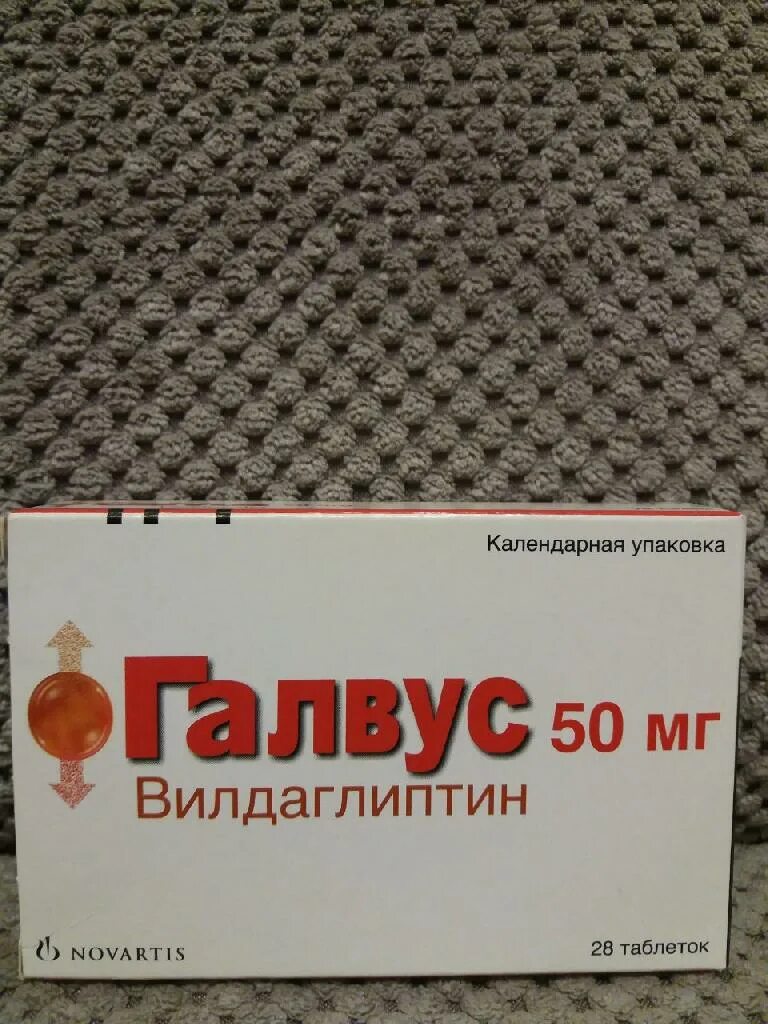 Календарная упаковка
Галвус 50 мг
Вилдаглиптин
NOVARTIS
28 таблеток